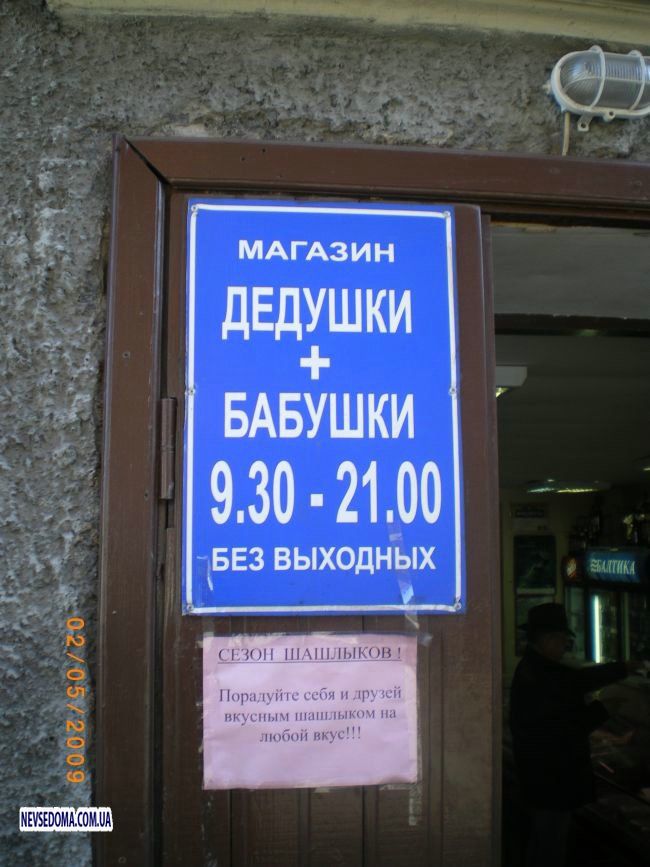 МАГАЗИН
ДЕДУШКИ
+
БАБУШКИ
9.30 - 21.00
БЕЗ ВЫХОДНЫХ
СЕЗОН ШАШЛЫКОВ !
Порадуйте себя и друзей
вкусным шашлыком на
любой вкус!!!
БАЛТИКА
02/05/2009
NEVSEDOMA.COM.UA